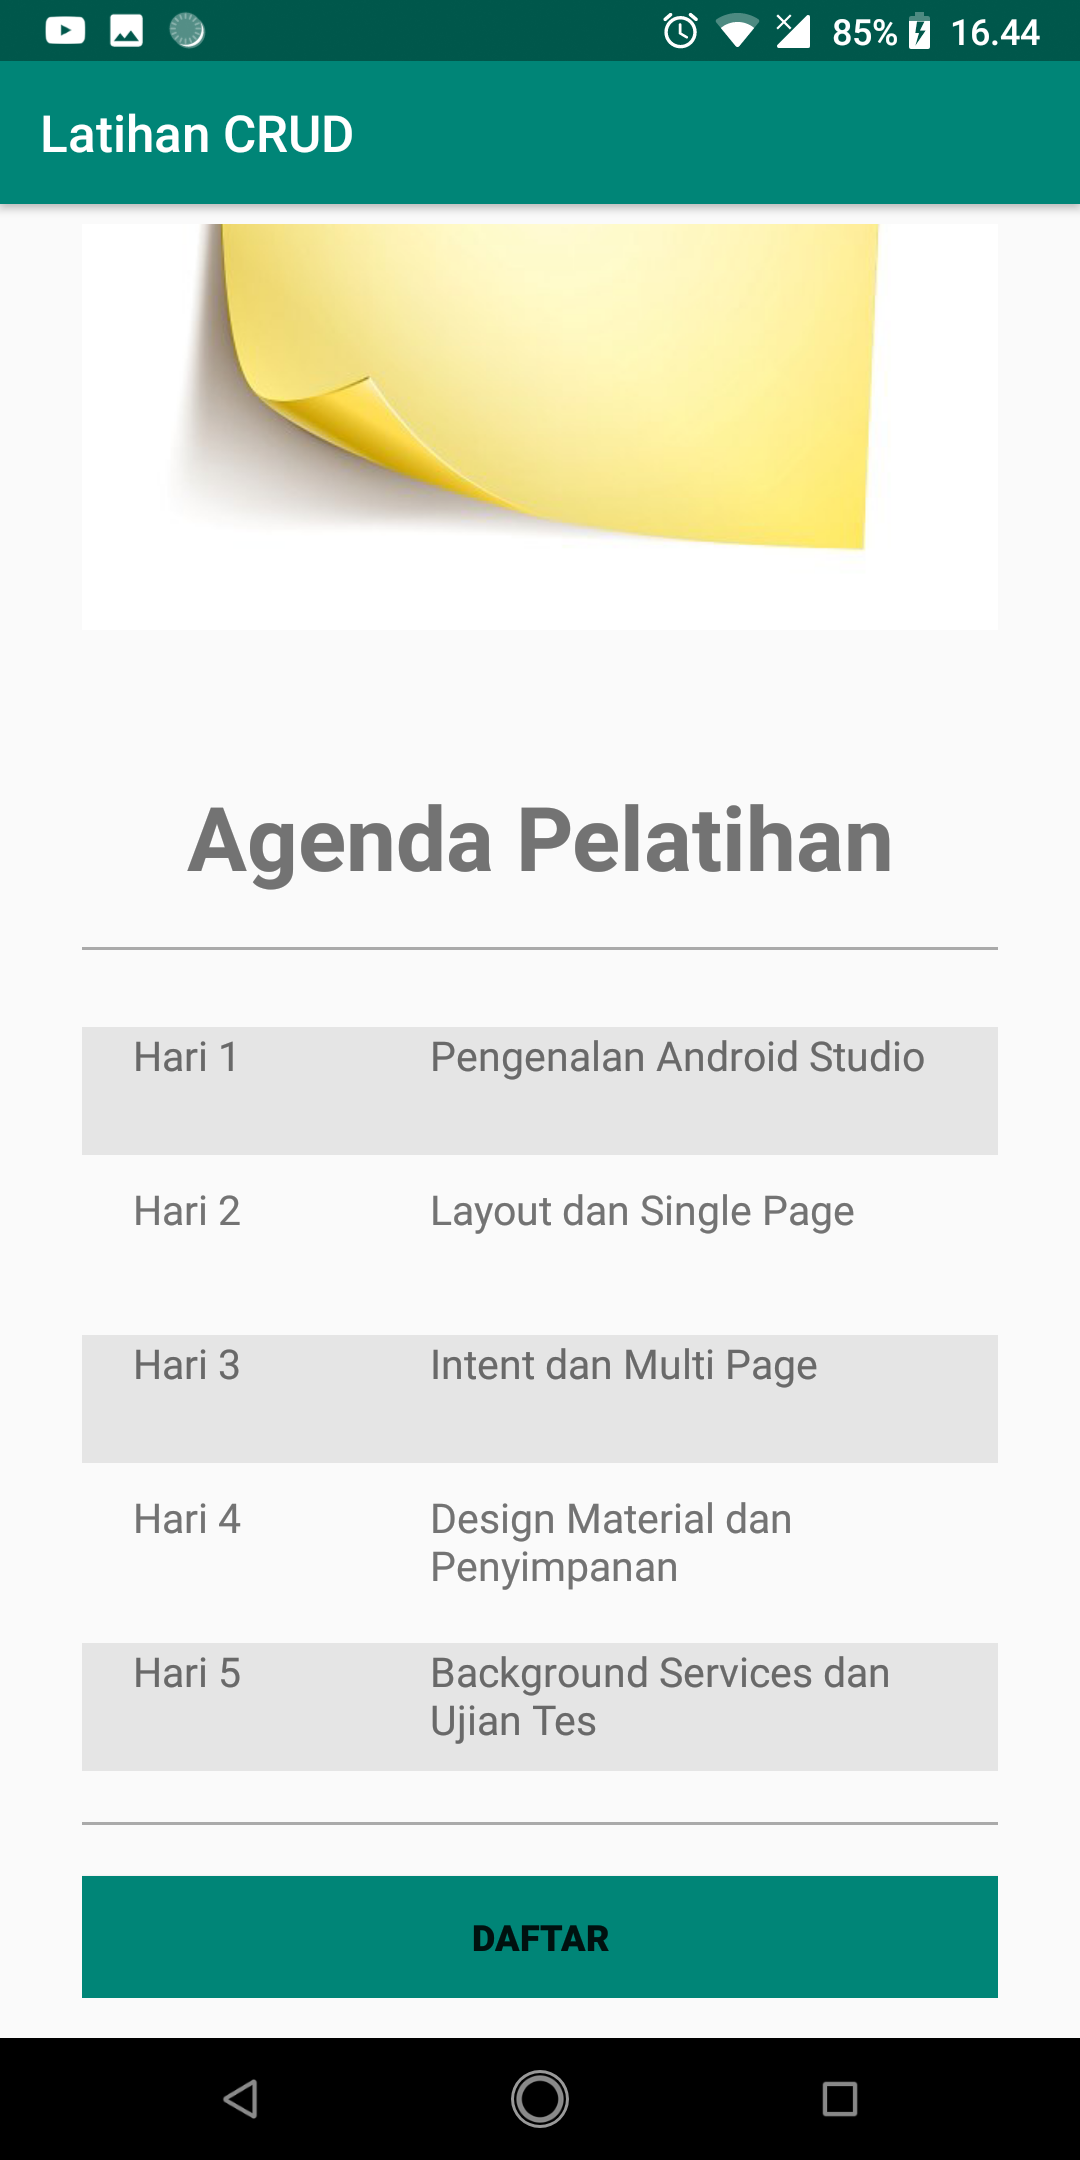 85% 16.44
Latihan CRUD
Agenda Pelatihan
Hari 1 Pengenalan Android Studio
Hari 2 Layout dan Single Page
Hari 3 Intent dan Multi Page
Hari 4 Design Material dan
Penyimpanan
Hari 5 Background Services dan
Ujian Tes
DAFTAR